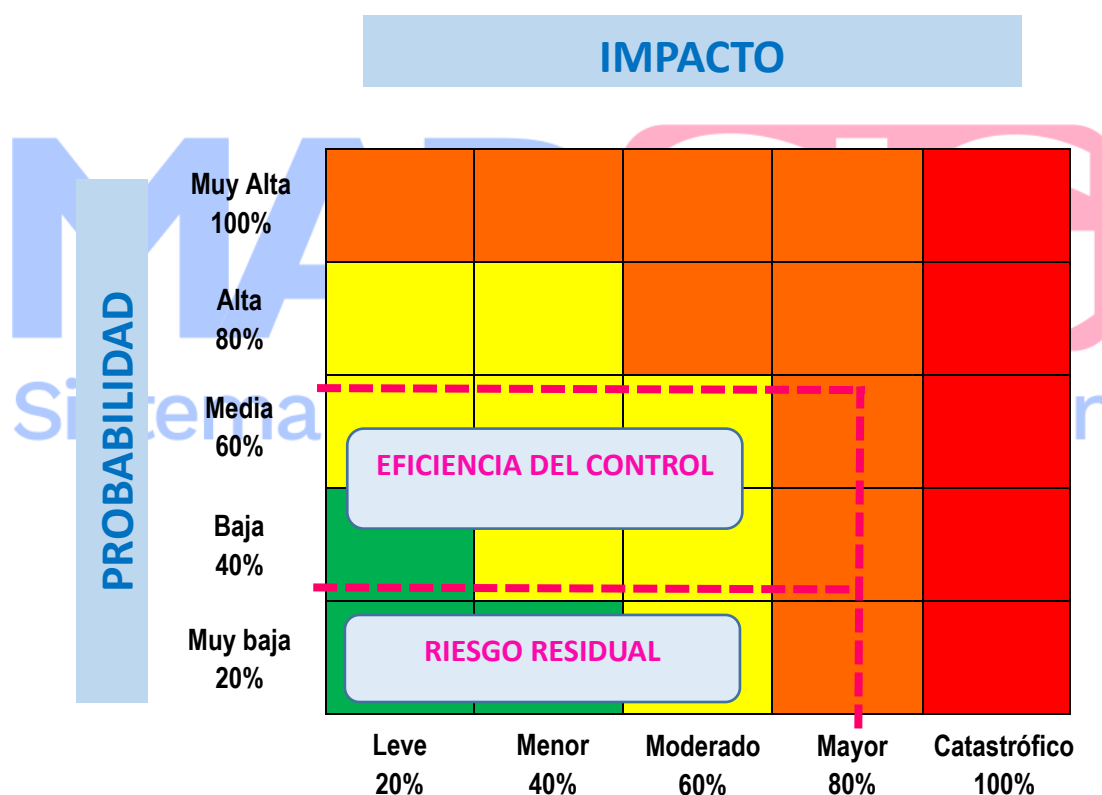 IMPACTO
PROBABILIDAD
Muy Alta
100%
Alta
80%
Media
60%
EFICIENCIA DEL CONTROL
Baja
40%
Muy baja
20%
RIESGO RESIDUAL
Leve
20%
Menor
40%
Moderado
60%
Mayor
80%
Catastrófico
100%